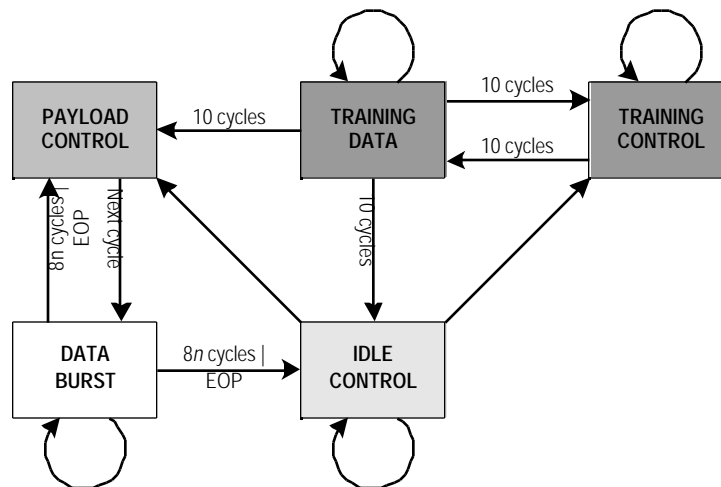 PAYLOAD
CONTROL
10 cycles
TRAINING
DATA
10 cycles
10 cycles
TRAINING
CONTROL
8n cycles |
EOP
Next cycle
10 cycles
DATA
BURST
8n cycles |
EOP
IDLE
CONTROL